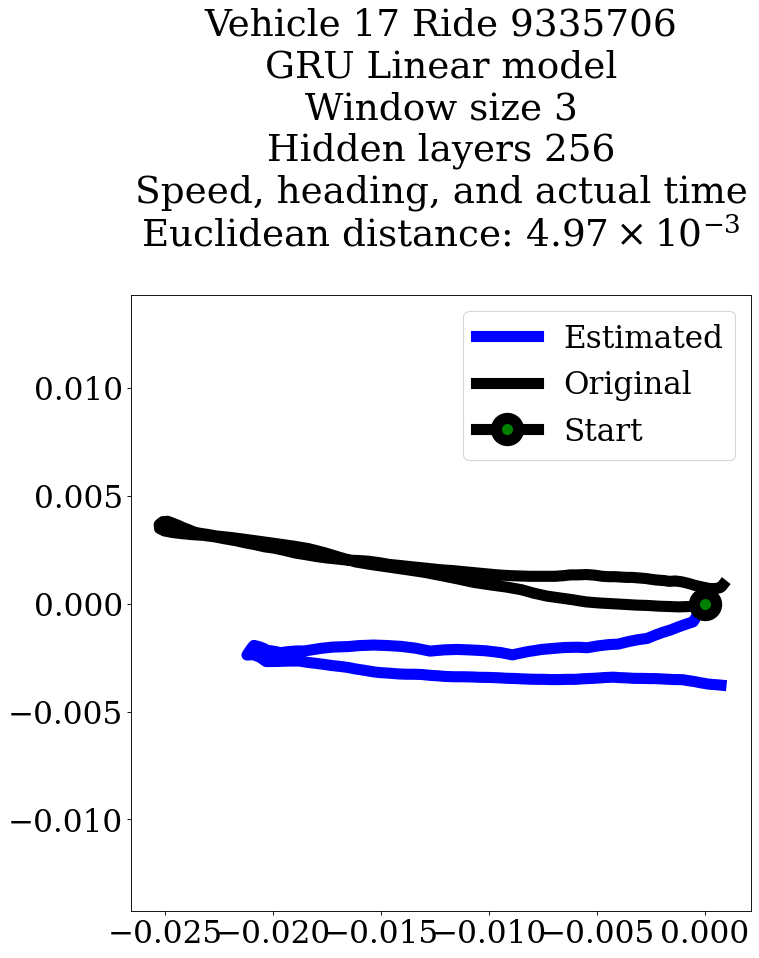 Vehicle 17 Ride 9335706
GRU Linear model
Window size 3
Hidden layers 256
Speed, heading, and actual time
Euclidean distance: 4.97 × 10⁻³
Estimated
Original
Start
0.010
0.005
0.000
−0.005
−0.010
−0.025 −0.020 −0.015 −0.010 −0.005 0.000